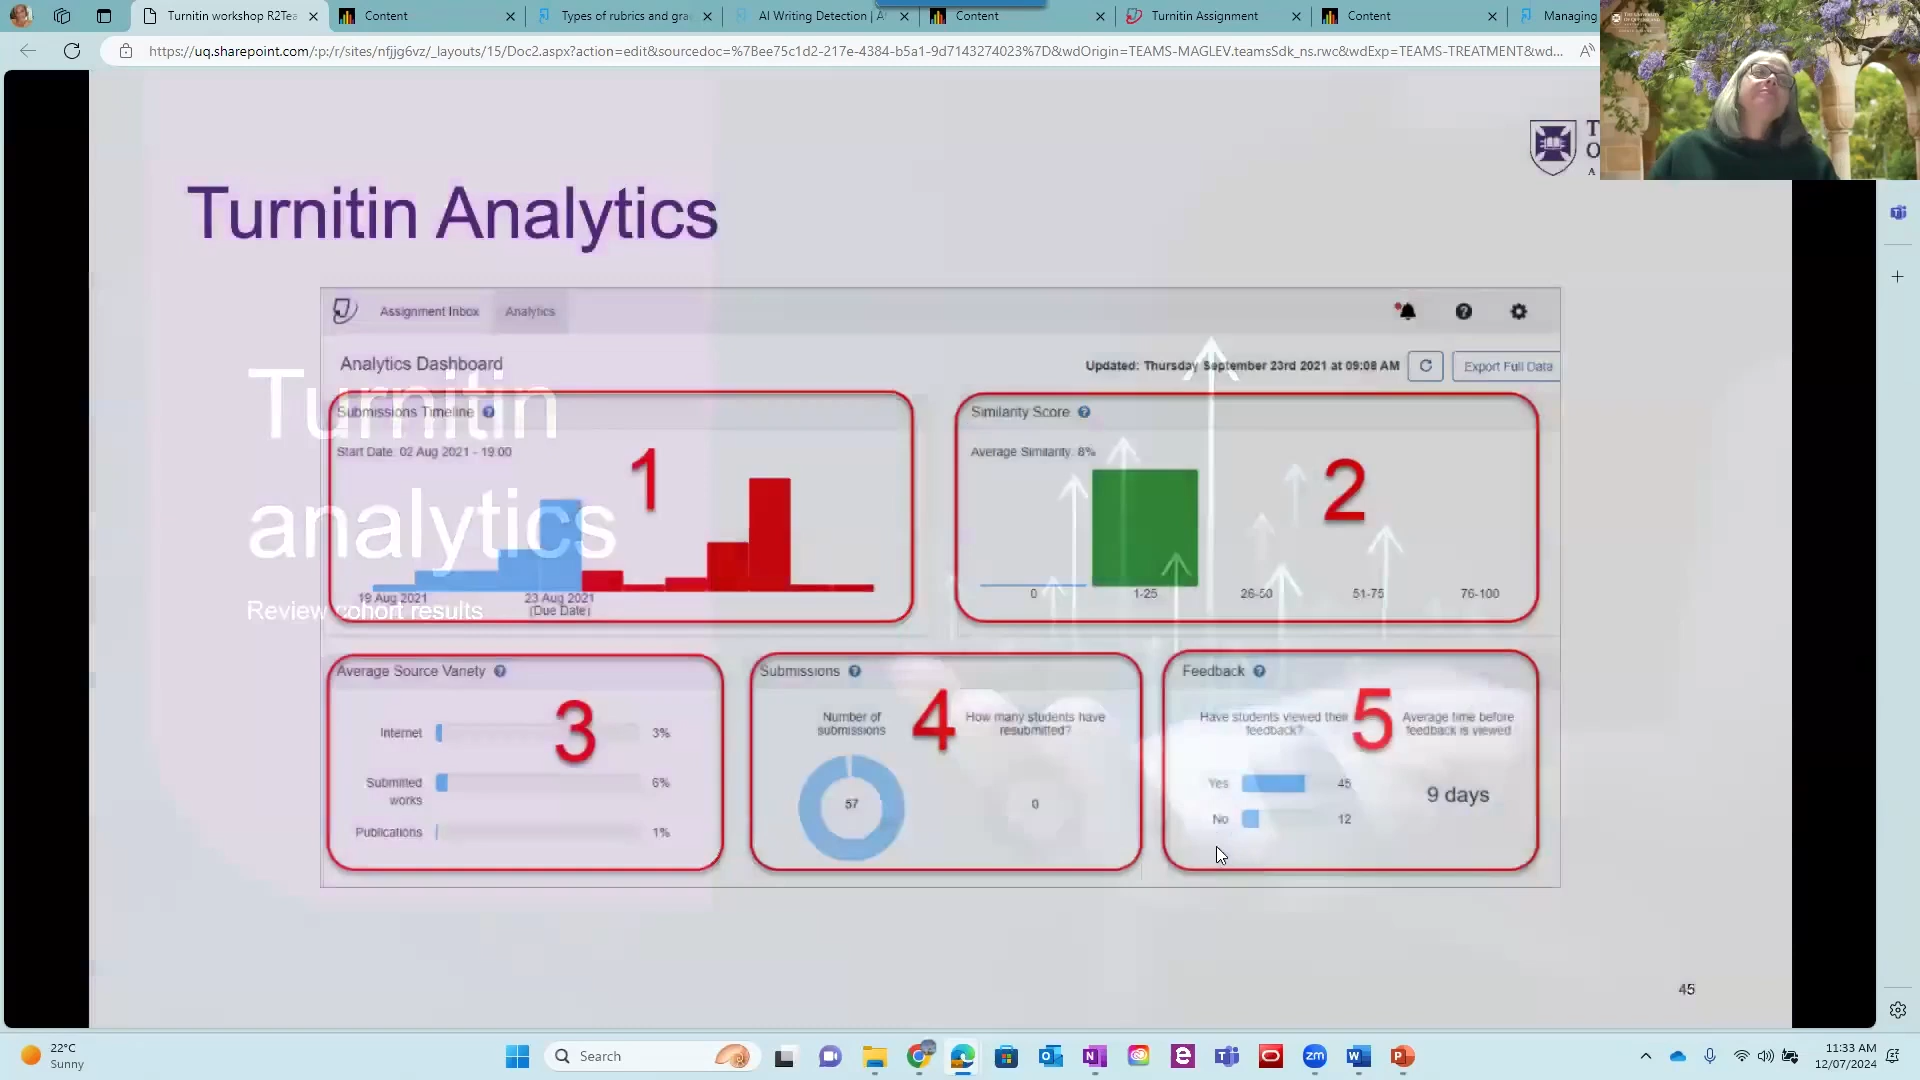 Turnitin workshop R2Tea
Content
Types of rubrics and gra
AI Writing Detection | A
Content
Turnitin Assignment
Content
Managing
https://uq.sharepoint.com/:p:/r/sites/nfjjg6vz/_layouts/15/Doc2.aspx?action=edit&sourcedoc=%7Bee75c1d2-217e-4384-b5a1-9d7143274023%7D&wdOrigin=TEAMS-MAGLEV.teamsSdk_ns.rwc&wdExp=TEAMS-TREATMENT&wd...
Turnitin Analytics
Assignment Inbox
Analytics
Analytics Dashboard
Updated: Thursday September 23rd 2021 at 09:08 AM
Export Full Data
Turnitin
analytics
Review cohort results
Submissions Timeline
Start Date: 02 Aug 2021 - 19:00
1
19 Aug 2021
23 Aug 2021
(Due Date)
Similarity Score
Average Similarity: 8%
2
0
1-25
26-50
51-75
76-100
Average Source Variety
3
Internet
3%
Submitted
works
6%
Publications
1%
Submissions
4
Number of
submissions
How many students have
resubmitted?
57
0
Feedback
5
Have students viewed their
feedback?
Average time before
feedback is viewed
Yes
45
No
12
9 days
45
22°C
Sunny
Search
11:33 AM
12/07/2024